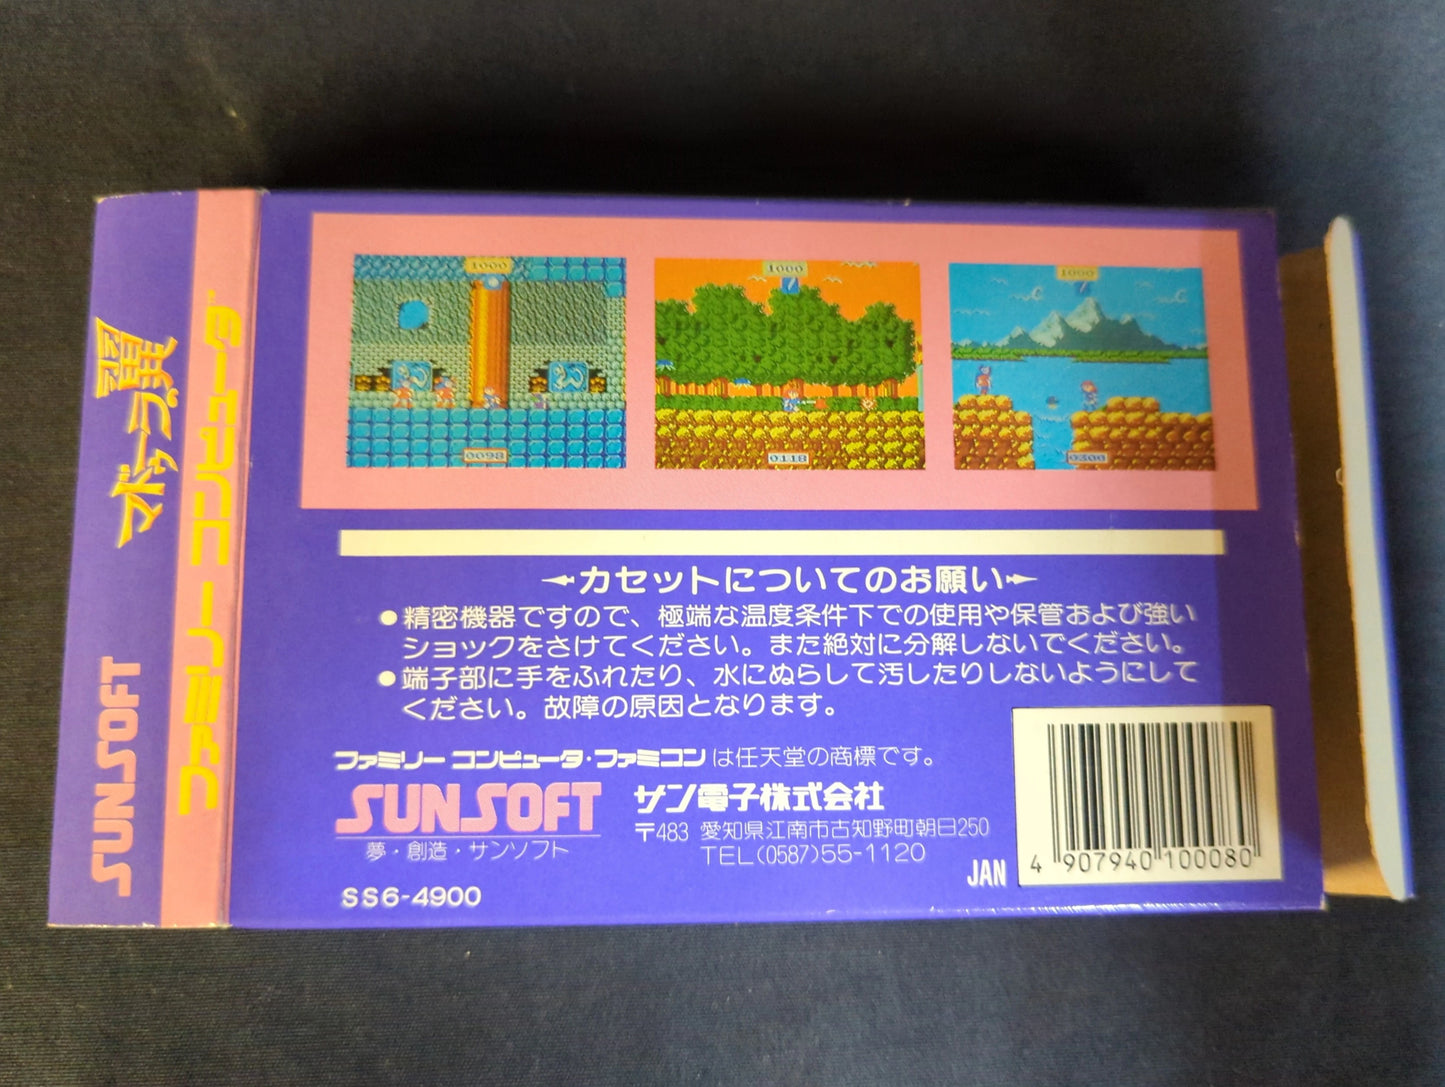 マドゥーラの翼
SUNSOFT
ファミリー コンピュータ™
1000
0098
1000
0118
1000
0300
カセットについてのお願い
●精密機器ですので、極端な温度条件下での使用や保管および強い
ショックをさけてください。また絶対に分解しないでください。
●端子部に手をふれたり、水にぬらして汚したりしないようにして
ください。故障の原因となります。
ファミリー コンピュータ・ファミコン は任天堂の商標です。
SUNSOFT
夢・創造・サンソフト
サン電子株式会社
〒483 愛知県江南市古知野町朝日250
TEL(0587)55-1120
SS6-4900
JAN
4 907940 100080